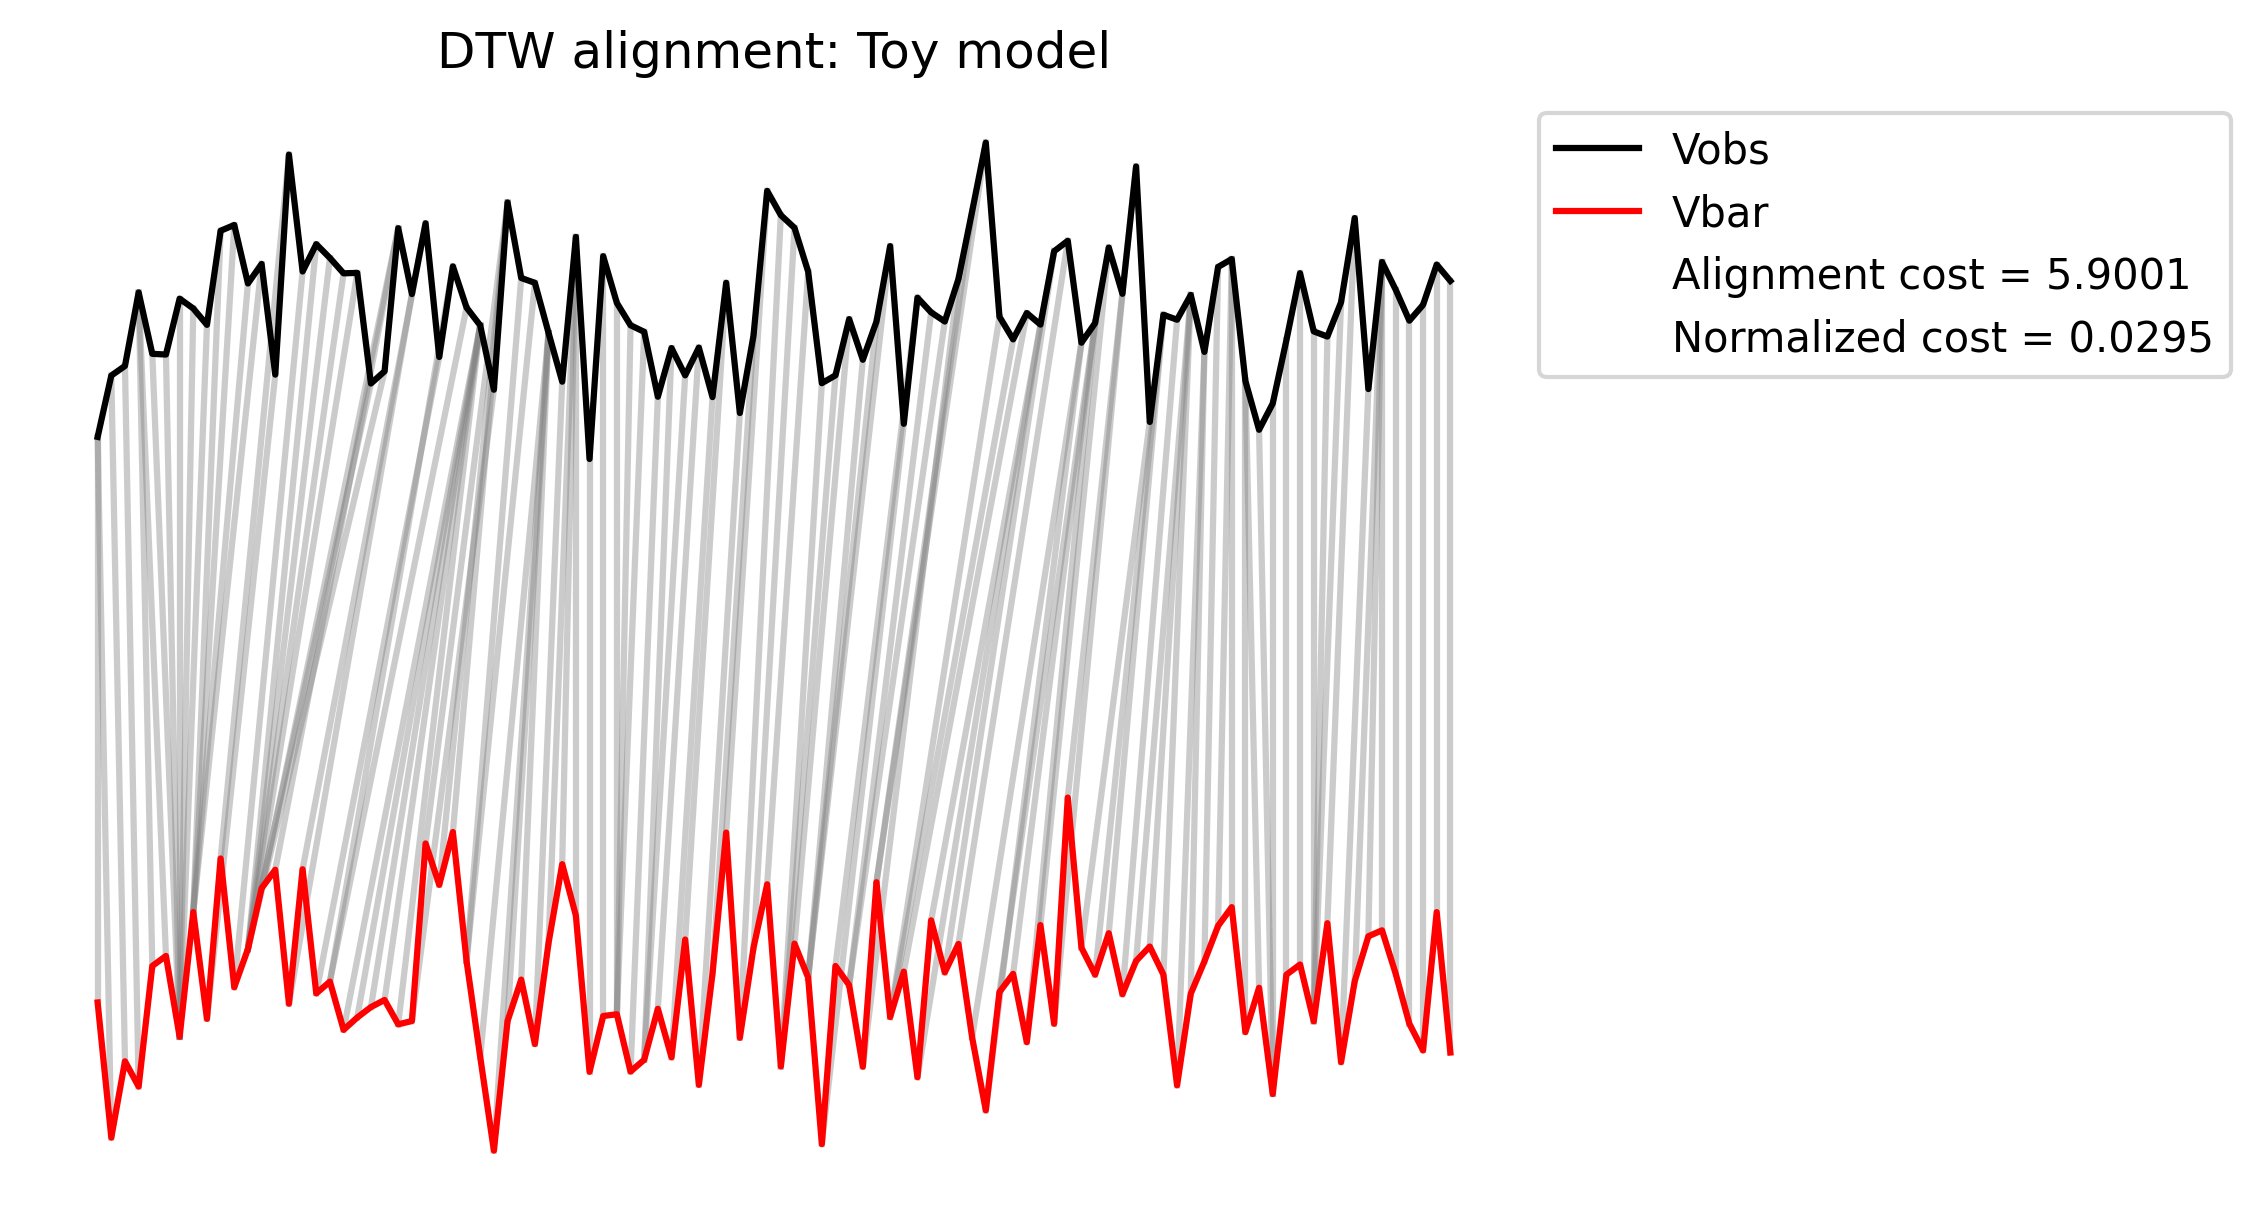 DTW alignment: Toy model
Vobs
Vbar
Alignment cost = 5.9001
Normalized cost = 0.0295